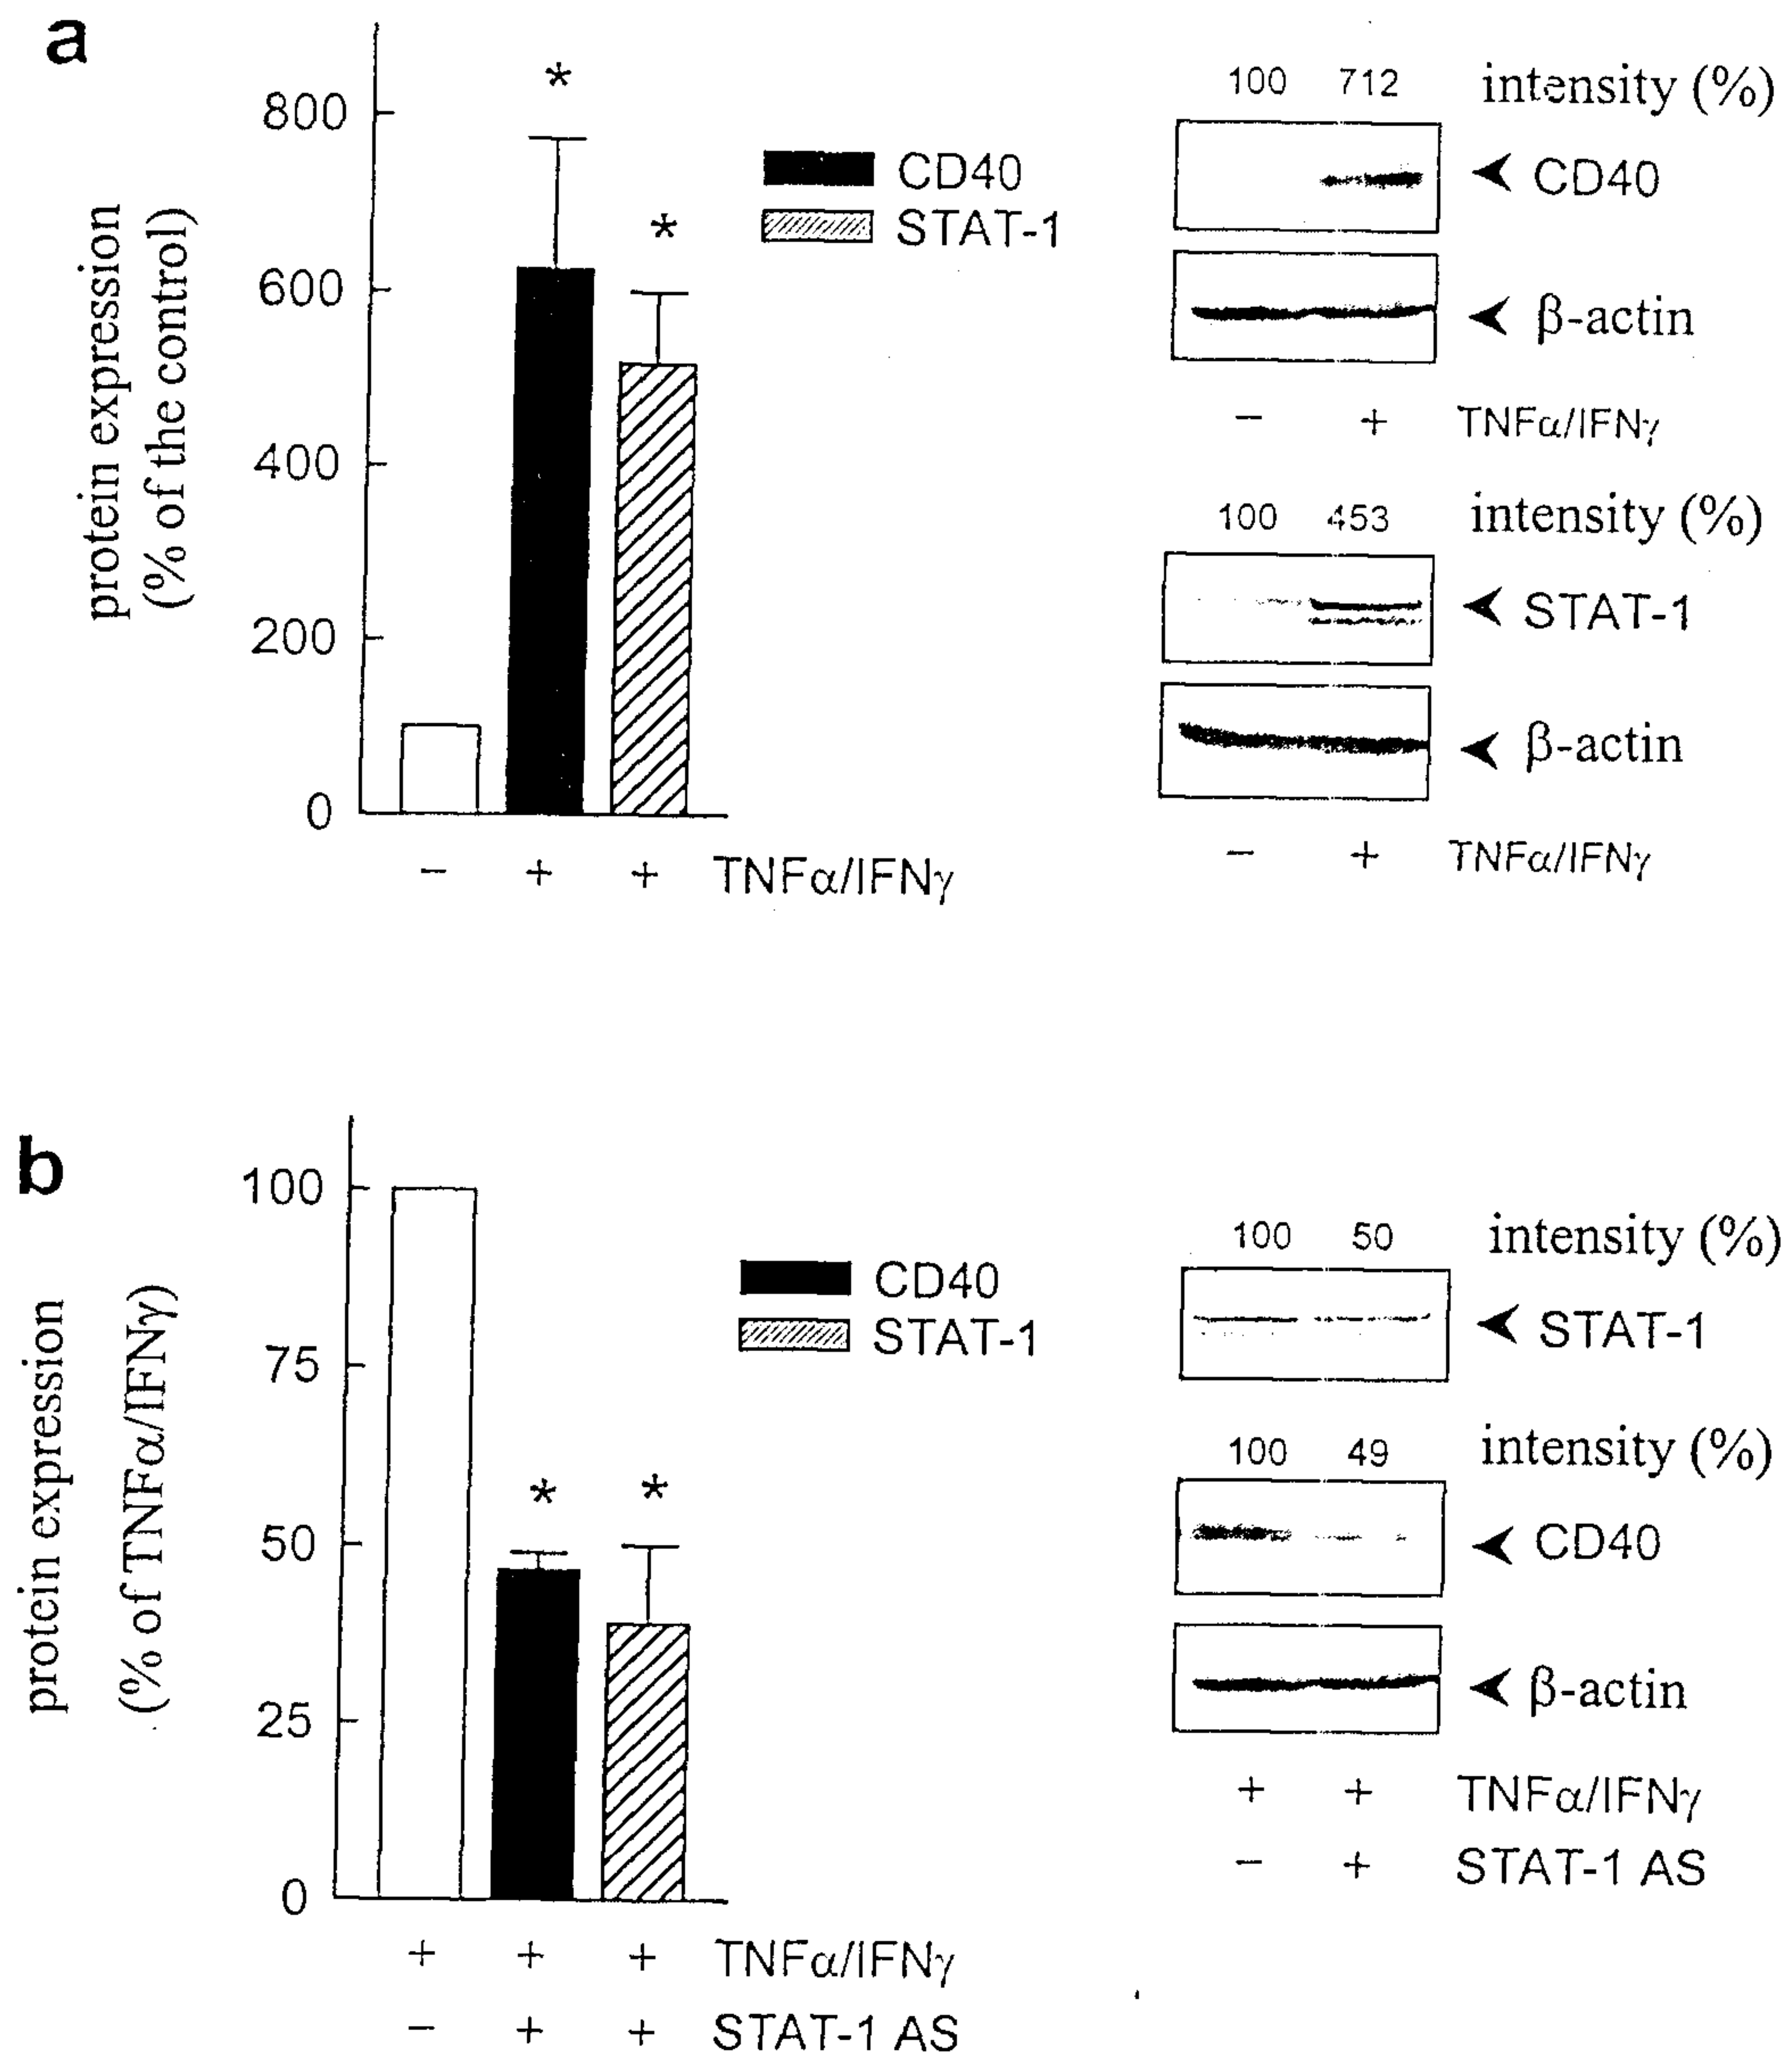 a
protein expression
(% of the control)
800
600
400
200
0
*
*
CD40
STAT-1
− + + TNFα/IFNγ
100 712 intensity (%)
CD40
β-actin
− + TNFα/IFNγ
100 453 intensity (%)
STAT-1
β-actin
− + TNFα/IFNγ
b
protein expression
(% of TNFα/IFNγ)
100
75
50
25
0
*
*
CD40
STAT-1
+ + + TNFα/IFNγ
− + + STAT-1 AS
100 50 intensity (%)
STAT-1
100 49 intensity (%)
CD40
β-actin
+ + TNFα/IFNγ
− + STAT-1 AS